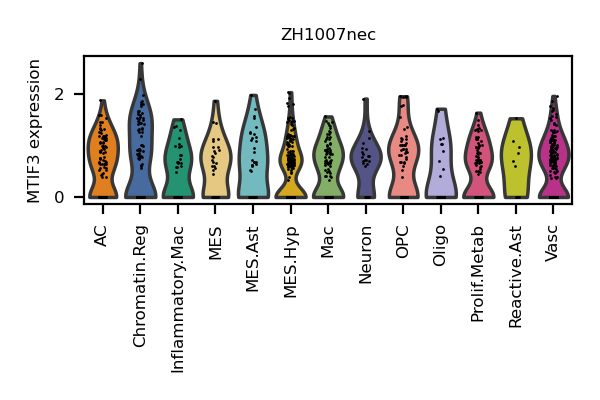 ZH1007nec
MTIF3 expression
2
0
AC
Chromatin.Reg
Inflammatory.Mac
MES
MES.Ast
MES.Hyp
Mac
Neuron
OPC
Oligo
Prolif.Metab
Reactive.Ast
Vasc